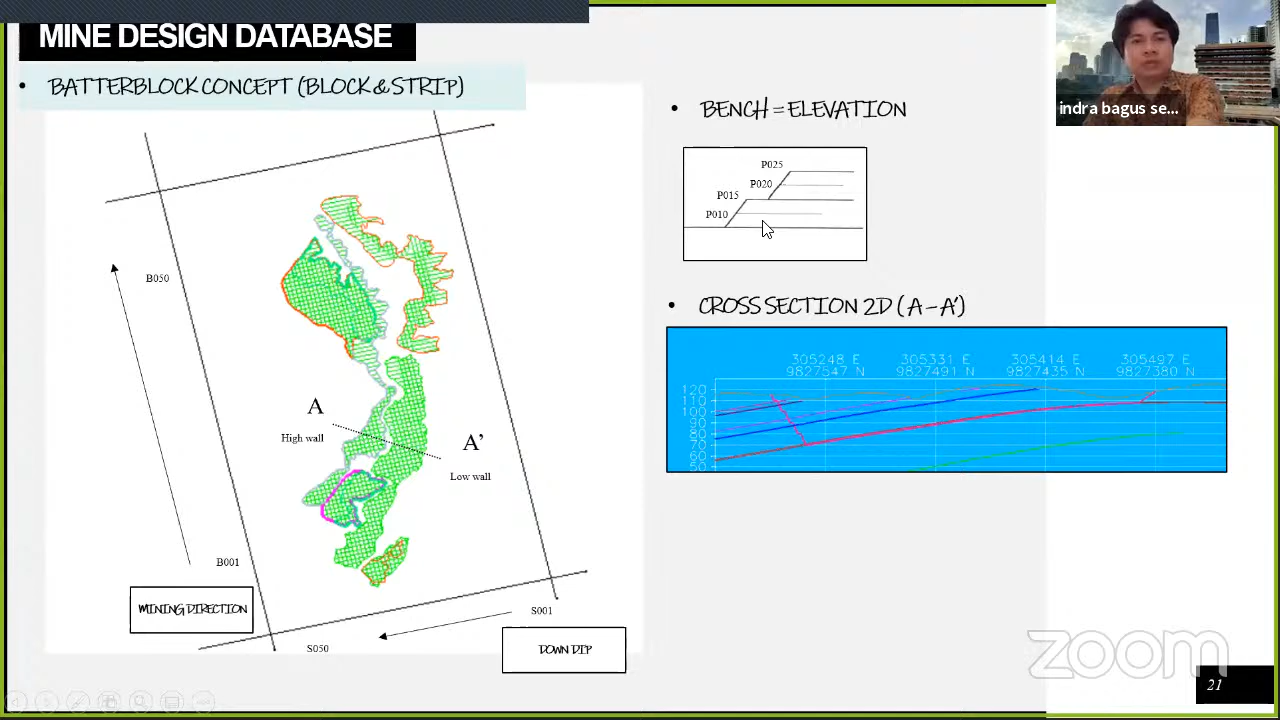 MINE DESIGN DATABASE
• BATTERBLOCK CONCEPT (BLOCK & STRIP)
B050
A
High wall
A'
Low wall
B001
MINING DIRECTION
S001
S050
DOWN DIP
• BENCH = ELEVATION
P025
P020
P015
P010
• CROSS SECTION 2D (A – A')
305248 E 305331 E 305414 E 305497 E
9827547 N 9827491 N 9827435 N 9827380 N
120
110
100
90
80
70
60
50
indra bagus se...
zoom
21